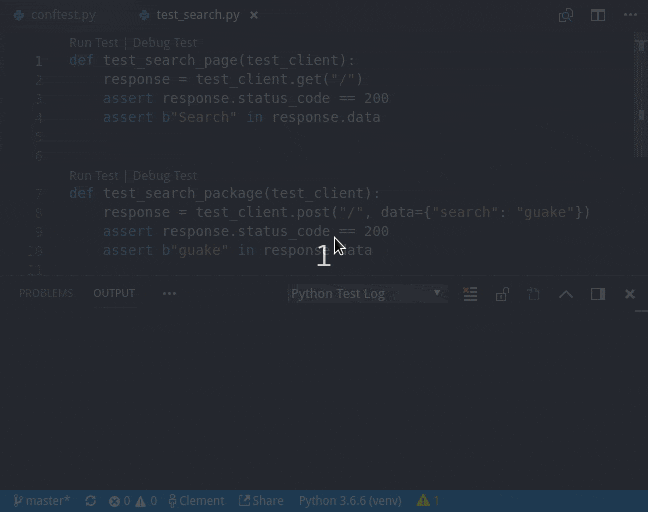 conftest.py test_search.py
Run Test | Debug Test
1 def test_search_page(test_client):
2 response = test_client.get("/")
3 assert response.status_code == 200
4 assert b"Search" in response.data
5
6
Run Test | Debug Test
7 def test_search_package(test_client):
8 response = test_client.post("/", data={"search": "guake"})
9 assert response.status_code == 200
10 assert b"guake" in response.data
11
1
PROBLEMS OUTPUT ••• Python Test Log
master* 0 0 Clement Share Python 3.6.6 (venv) 1